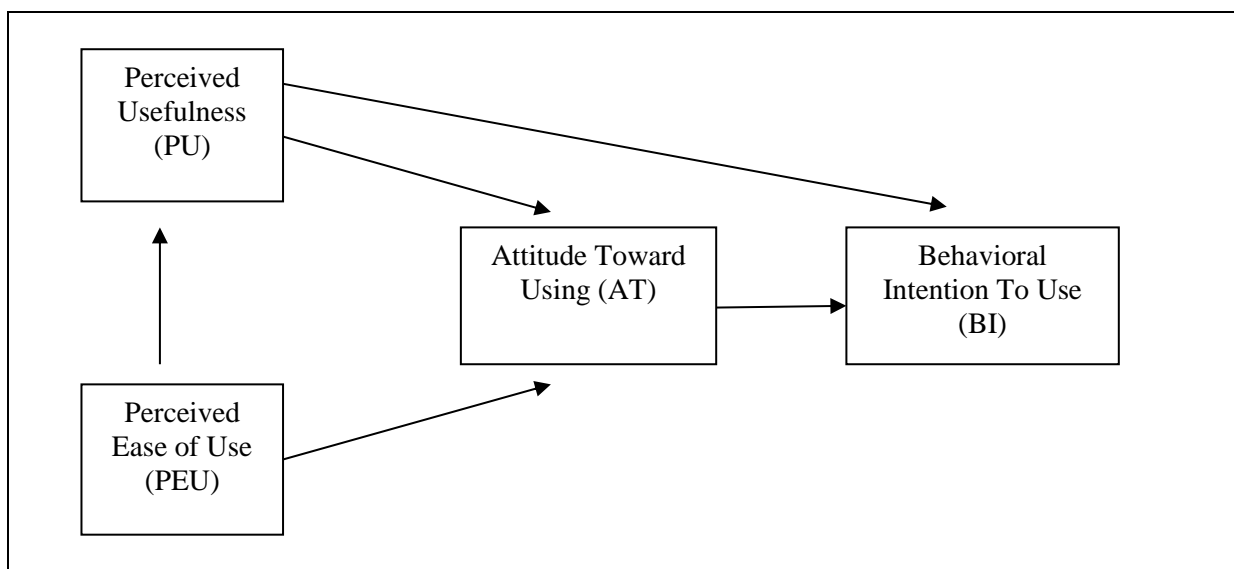 Perceived
Usefulness
(PU)
Attitude Toward
Using (AT)
Behavioral
Intention To Use
(BI)
Perceived
Ease of Use
(PEU)